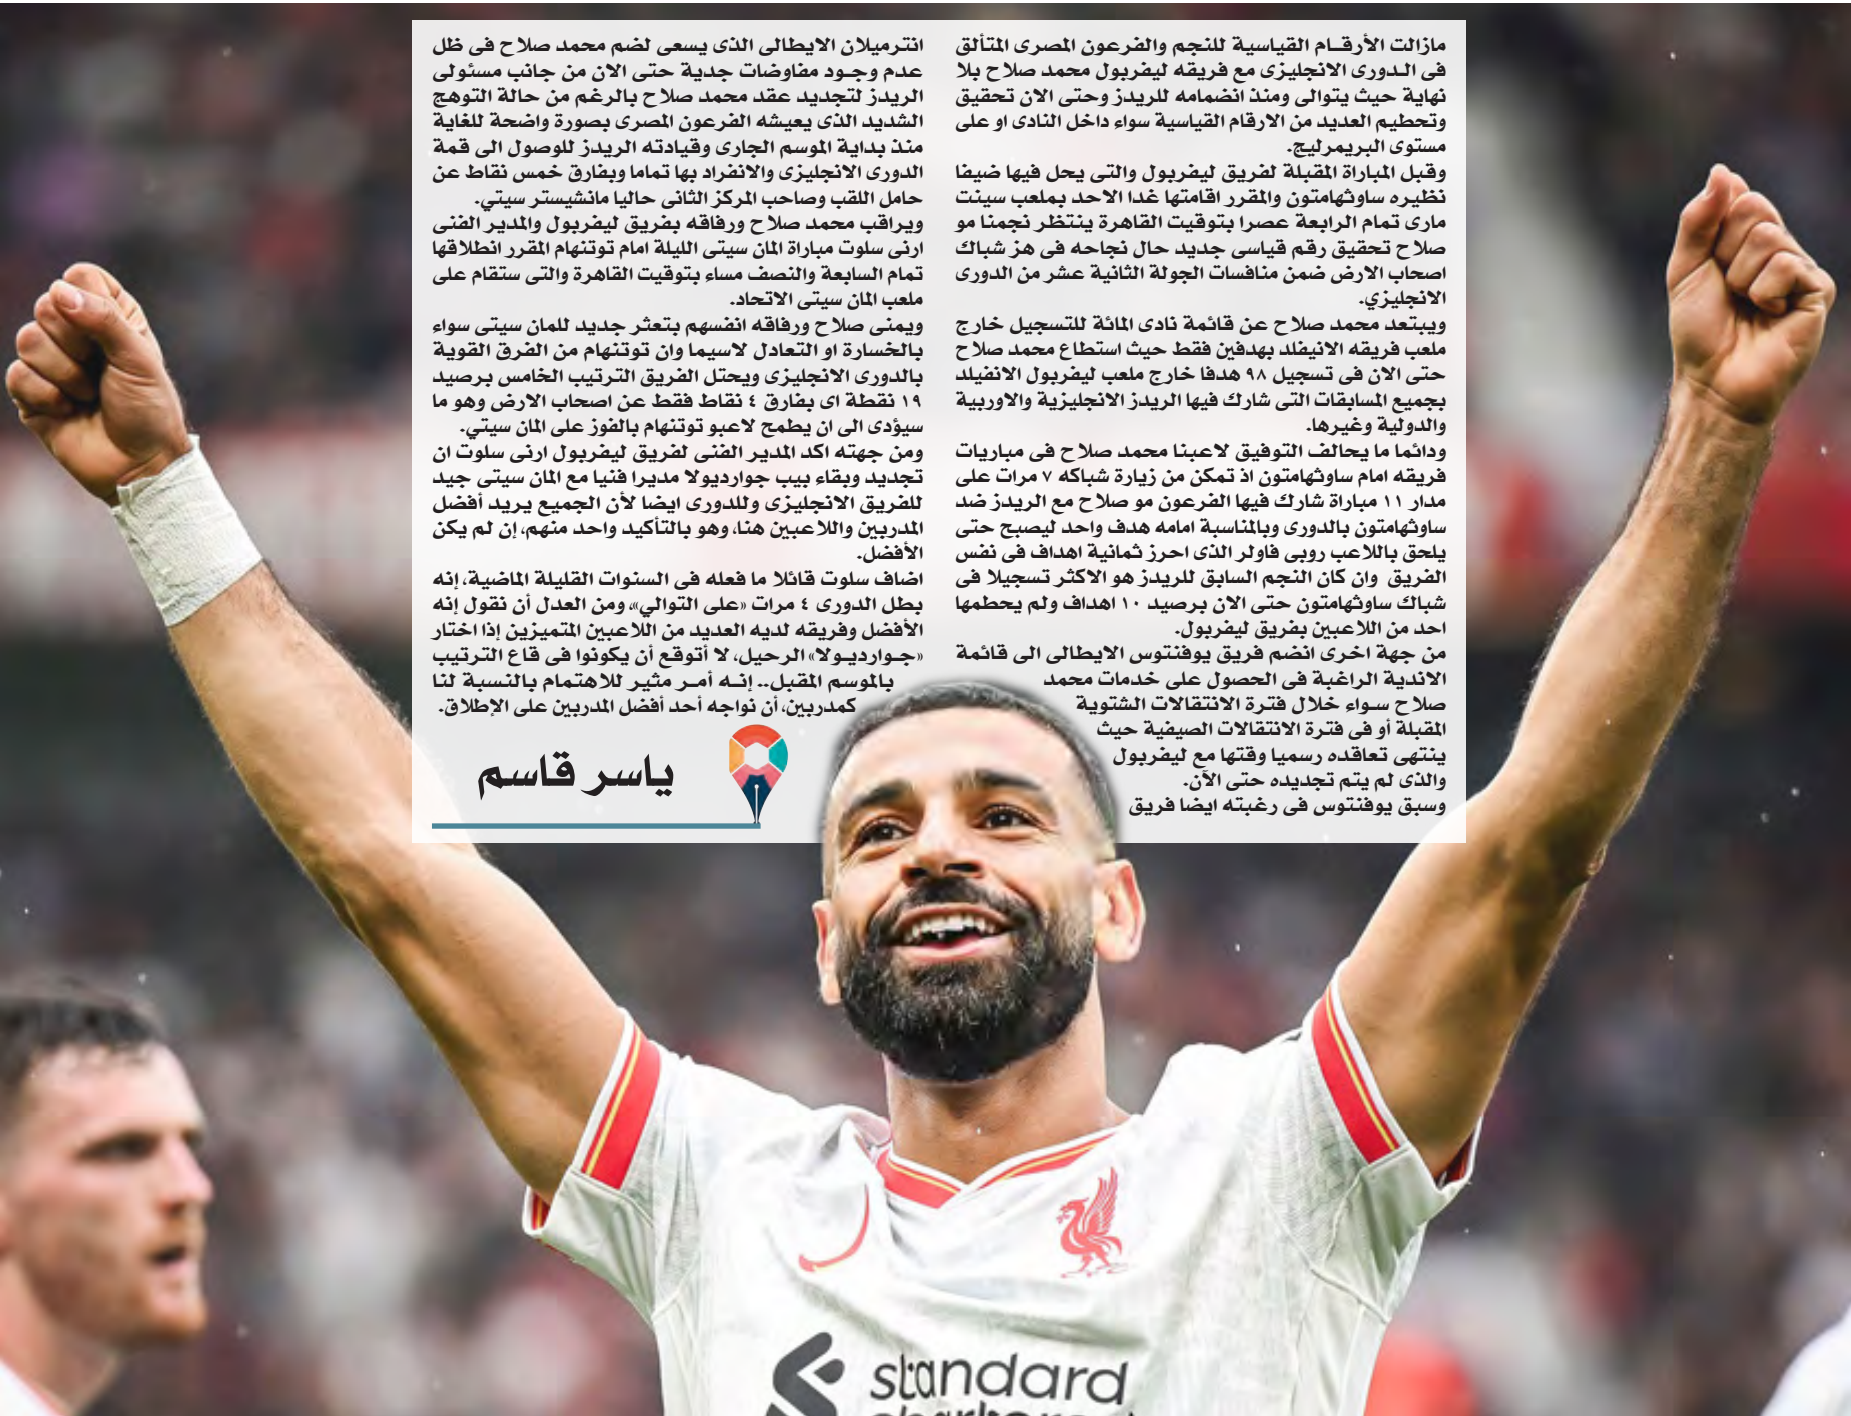 مازالت الأرقـام القياسية للنجم والفرعون المصرى المتألق
فى الـدورى الانجليزى مع فريقه ليفربول محمد صلاح بلا
نهاية حيث يتوالى ومنذ انضمامه للريدز وحتى الان تحقيق
وتحطيم العديد من الارقام القياسية سواء داخل النادى او على
مستوى البريمرليج.
وقبل المباراة المقبلة لفريق ليفربول والتى يحل فيها ضيفا
نظيره ساوثهامتون والمقرر اقامتها غدا الاحد بملعب سينت
مارى تمام الرابعة عصرا بتوقيت القاهرة ينتظر نجمنا مو
صلاح تحقيق رقم قياسى جديد حال نجاحه فى هز شباك
اصحاب الارض ضمن منافسات الجولة الثانية عشر من الدورى
الانجليزي.
ويبتعد محمد صلاح عن قائمة نادى المائة للتسجيل خارج
ملعب فريقه الانيفلد بهدفين فقط حيث استطاع محمد صلاح
حتى الان فى تسجيل ٩٨ هدفا خارج ملعب ليفربول الانفيلد
بجميع المسابقات التى شارك فيها الريدز الانجليزية والاوربية
والدولية وغيرها.
ودائما ما يحالف التوفيق لاعبنا محمد صلاح فى مباريات
فريقه امام ساوثهامتون اذ تمكن من زيارة شباكه ٧ مرات على
مدار ١١ مباراة شارك فيها الفرعون مو صلاح مع الريدز ضد
ساوثهامتون بالدورى وبالمناسبة امامه هدف واحد ليصبح حتى
يلحق باللاعب روبى فاولر الذى احرز ثمانية اهداف فى نفس
الفريق وان كان النجم السابق للريدز هو الاكثر تسجيلا فى
شباك ساوثهامتون حتى الان برصيد ١٠ اهداف ولم يحطمها
احد من اللاعبين بفريق ليفربول.
من جهة اخرى انضم فريق يوفنتوس الايطالى الى قائمة
الاندية الراغبة فى الحصول على خدمات محمد
صلاح سـواء خلال فترة الانتقالات الشتوية
المقبلة أو فى فترة الانتقالات الصيفية حيث
ينتهى تعاقده رسميا وقتها مع ليفربول
والذى لم يتم تجديده حتى الآن.
وسبق يوفنتوس فى رغبته ايضا فريق
انترميلان الايطالى الذى يسعى لضم محمد صلاح فى ظل
عدم وجـود مفاوضات جدية حتى الان من جانب مسئولى
الريدز لتجديد عقد محمد صلاح بالرغم من حالة التوهج
الشديد الذى يعيشه الفرعون المصرى بصورة واضحة للغاية
منذ بداية الموسم الجارى وقيادته الريدز للوصول الى قمة
الدورى الانجليزى والانفراد بها تماما وبفارق خمس نقاط عن
حامل اللقب وصاحب المركز الثانى حاليا مانشيستر سيتي.
ويراقب محمد صلاح ورفاقه بفريق ليفربول والمدير الفنى
ارنى سلوت مباراة المان سيتى الليلة امام توتنهام المقرر انطلاقها
تمام السابعة والنصف مساء بتوقيت القاهرة والتى ستقام على
ملعب المان سيتى الاتحاد.
ويمنى صلاح ورفاقه انفسهم بتعثر جديد للمان سيتى سواء
بالخسارة او التعادل لاسيما وان توتنهام من الفرق القوية
بالدورى الانجليزى ويحتل الفريق الترتيب الخامس برصيد
١٩ نقطة اى بفارق ٤ نقاط فقط عن اصحاب الارض وهو ما
سيؤدى الى ان يطمح لاعبو توتنهام بالفوز على المان سيتي.
ومن جهته اكد المدير الفنى لفريق ليفربول ارنى سلوت ان
تجديد وبقاء بيب جوارديولا مديرا فنيا مع المان سيتى جيد
للفريق الانجليزى وللدورى ايضا لأن الجميع يريد أفضل
المدربين واللاعبين هنا، وهو بالتأكيد واحد منهم، إن لم يكن
الأفضل.
اضاف سلوت قائلا ما فعله فى السنوات القليلة الماضية، إنه
بطل الدورى ٤ مرات «على التوالي»، ومن العدل أن نقول إنه
الأفضل وفريقه لديه العديد من اللاعبين المتميزين إذا اختار
«جـوارديـولا» الرحيل، لا أتوقع أن يكونوا فى قاع الترتيب
بالموسم المقبل.. إنـه أمـر مثير للاهتمام بالنسبة لنا
كمدربين، أن نواجه أحد أفضل المدربين على الإطلاق.
ياسر قاسم
standard